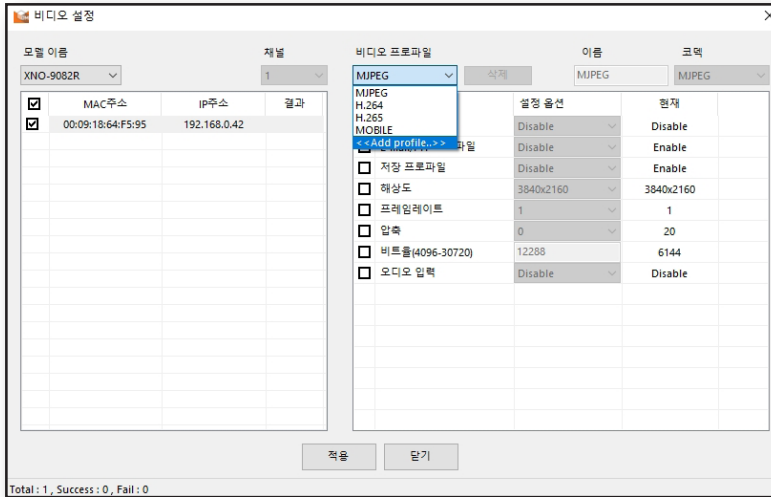 비디오 설정
모델 이름 채널 비디오 프로파일 이름 코덱
XNO-9082R 1 MJPEG 삭제 MJPEG MJPEG
MJPEG
H.264
H.265
MOBILE
<<Add profile..>>
MAC주소 IP주소 결과 설정 옵션 현재
00:09:18:64:F5:95 192.168.0.42
Disable Disable
파일 Disable Enable
저장 프로파일 Disable Enable
해상도 3840x2160 3840x2160
프레임레이트 1 1
압축 0 20
비트율(4096-30720) 12288 6144
오디오 입력 Disable Disable
적용 닫기
Total : 1 , Success : 0 , Fail : 0